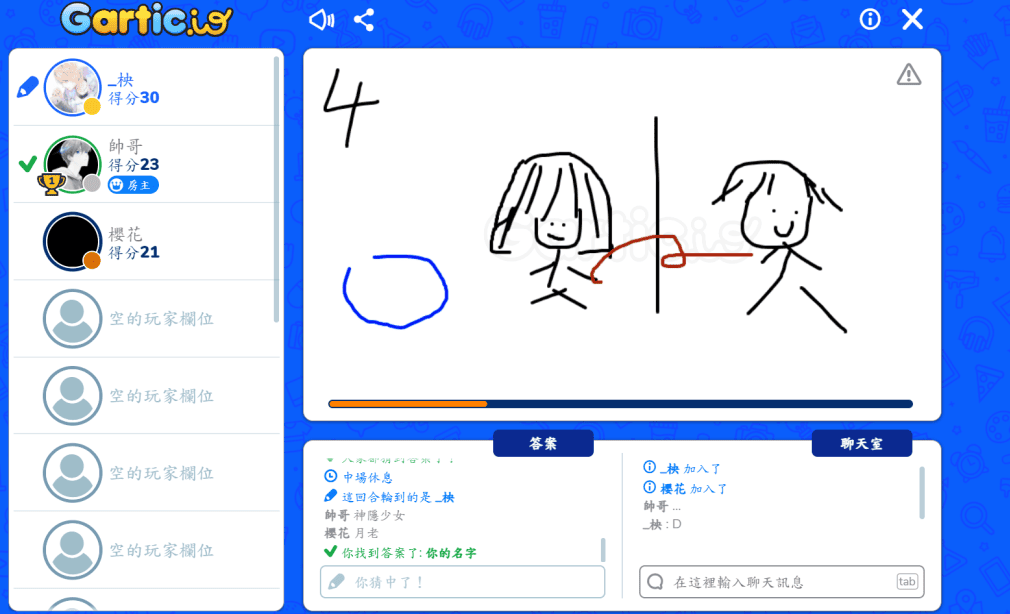 Gartic.io
_柍
得分30
帥哥
得分23
1
房主
櫻花
得分21
空的玩家欄位
空的玩家欄位
空的玩家欄位
空的玩家欄位
4
Gartic.io
答案
中場休息
這回合輪到的是 _柍
帥哥 神隱少女
櫻花 月老
你找到答案了: 你的名字
你猜中了！
聊天室
_柍 加入了
櫻花 加入了
帥哥 ...
_柍 : D
在這裡輸入聊天訊息
tab